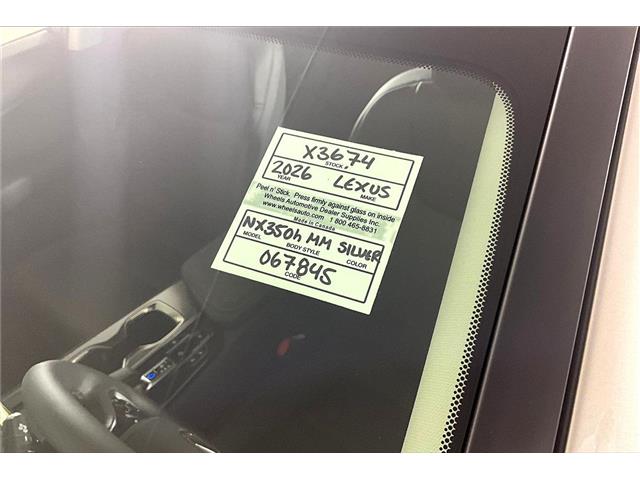 X3674
STOCK #
2026 LEXUS
YEAR MAKE
Peel n' Stick. Press firmly against glass on inside
Wheels Automotive Dealer Supplies Inc.
www.wheelsauto.com 1 800 465-8831
Made in Canada
NX350h MM SILVER
MODEL BODY STYLE COLOR
067845
CODE